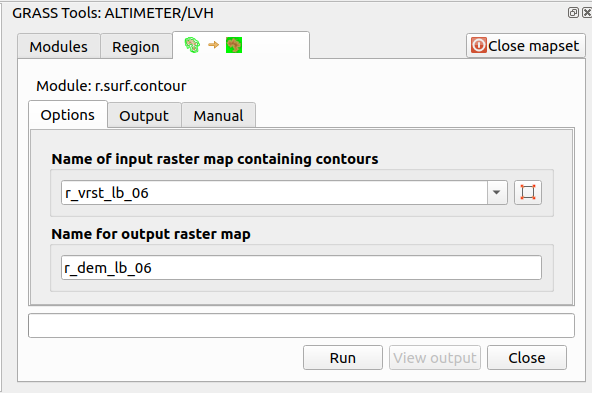 GRASS Tools: ALTIMETER/LVH
Modules
Region
Close mapset
Module: r.surf.contour
Options
Output
Manual
Name of input raster map containing contours
r_vrst_lb_06
Name for output raster map
r_dem_lb_06
Run
View output
Close